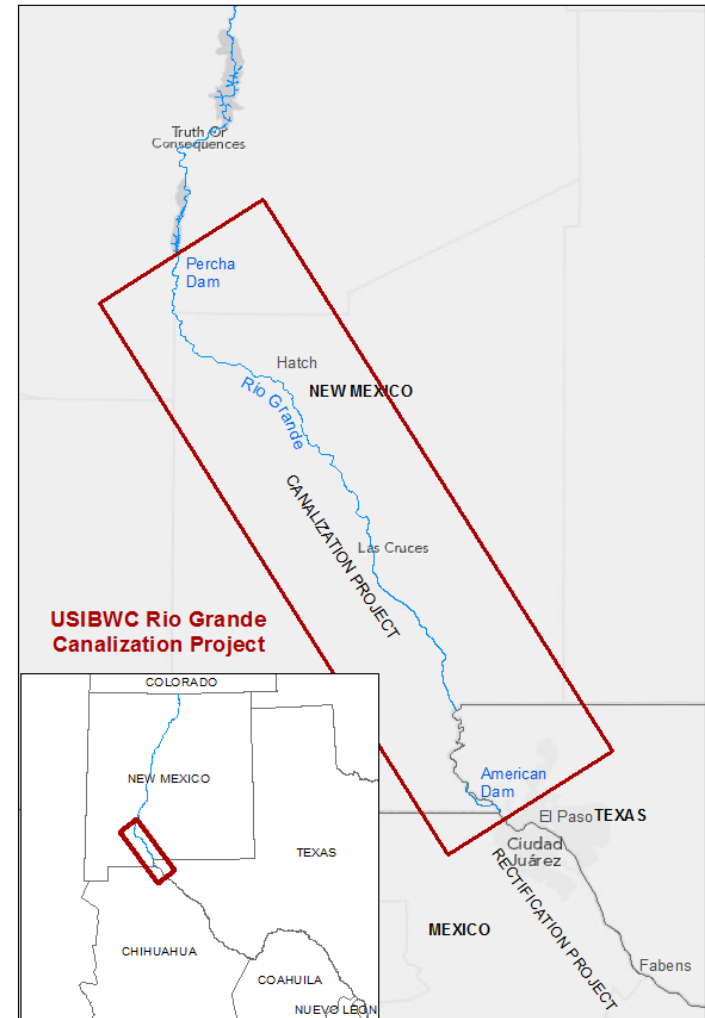 Truth Or
Consequences
Percha
Dam
Hatch
NEW MEXICO
Rio Grande
CANALIZATION PROJECT
Las Cruces
USIBWC Rio Grande
Canalization Project
American
Dam
El Paso
TEXAS
Ciudad
Juárez
RECTIFICATION PROJECT
MEXICO
Fabens
COLORADO
NEW MEXICO
TEXAS
CHIHUAHUA
COAHUILA
NUEVO LEÓN